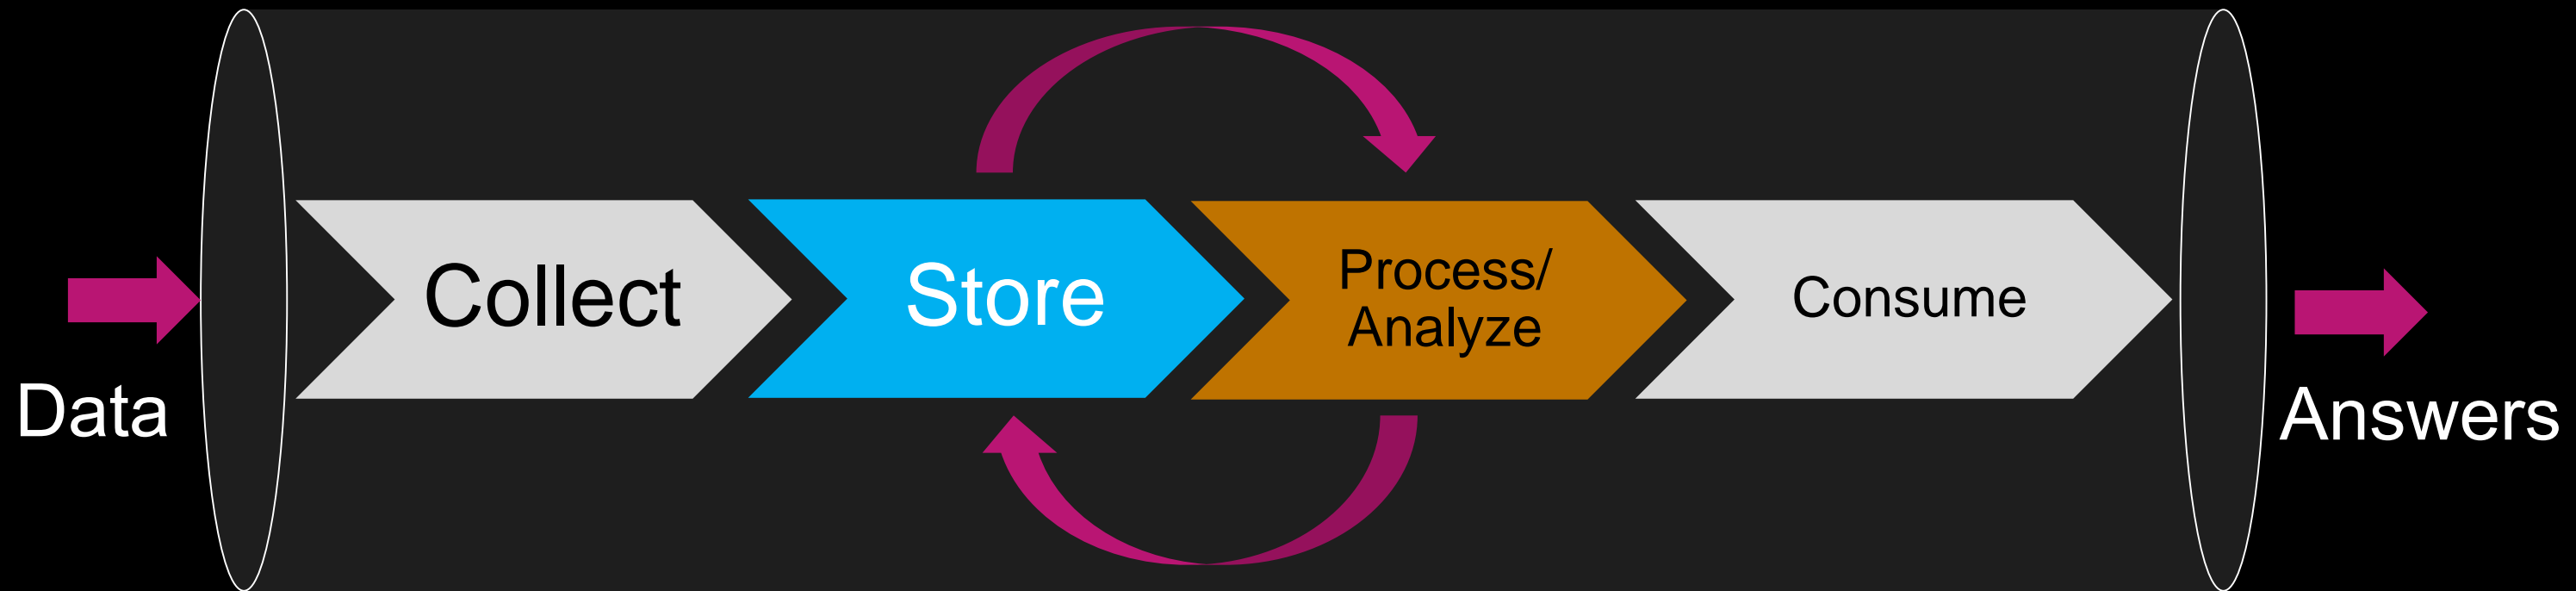 Data
Collect
Store
Process/
Analyze
Consume
Answers